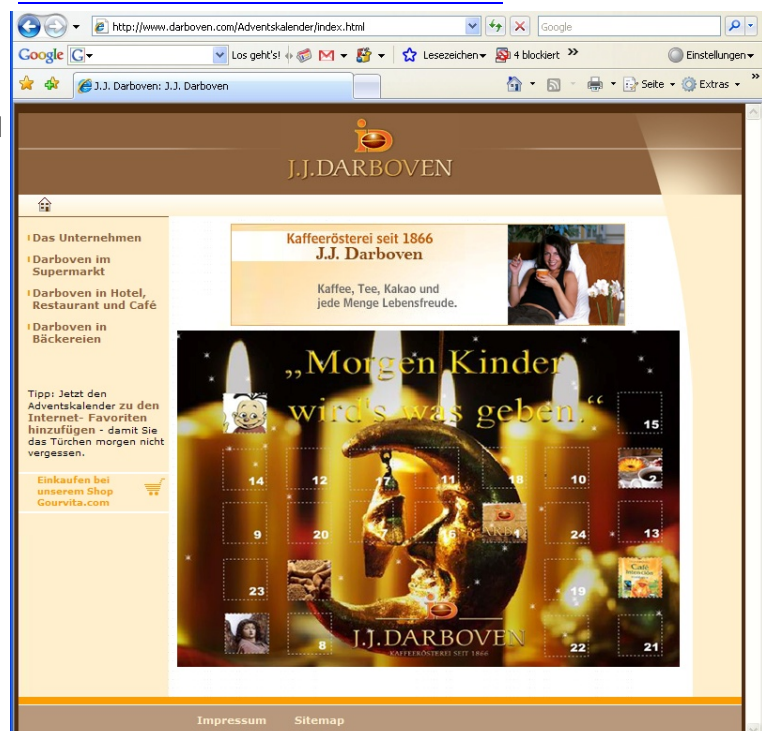 http://www.darboven.com/Adventskalender/index.html
Google
Google
Los geht's!
Lesezeichen
4 blockiert
Einstellungen
J.J. Darboven: J.J. Darboven
Seite
Extras
J.J.DARBOVEN
Das Unternehmen
Darboven im
Supermarkt
Darboven in Hotel,
Restaurant und Café
Darboven in
Bäckereien
Tipp: Jetzt den
Adventskalender zu den
Internet- Favoriten
hinzufügen - damit Sie
das Türchen morgen nicht
vergessen.
Einkaufen bei
unserem Shop
Gourvita.com
Kaffeerösterei seit 1866
J.J. Darboven
Kaffee, Tee, Kakao und
jede Menge Lebensfreude.
„Morgen Kinder
wird's was geben.“
15
14 12 17 11 18 10 2
9 20 7 16 1 24 13
23 19
Café
8 22 21
J.J.DARBOVEN
KAFFEERÖSTEREI SEIT 1866
Impressum Sitemap